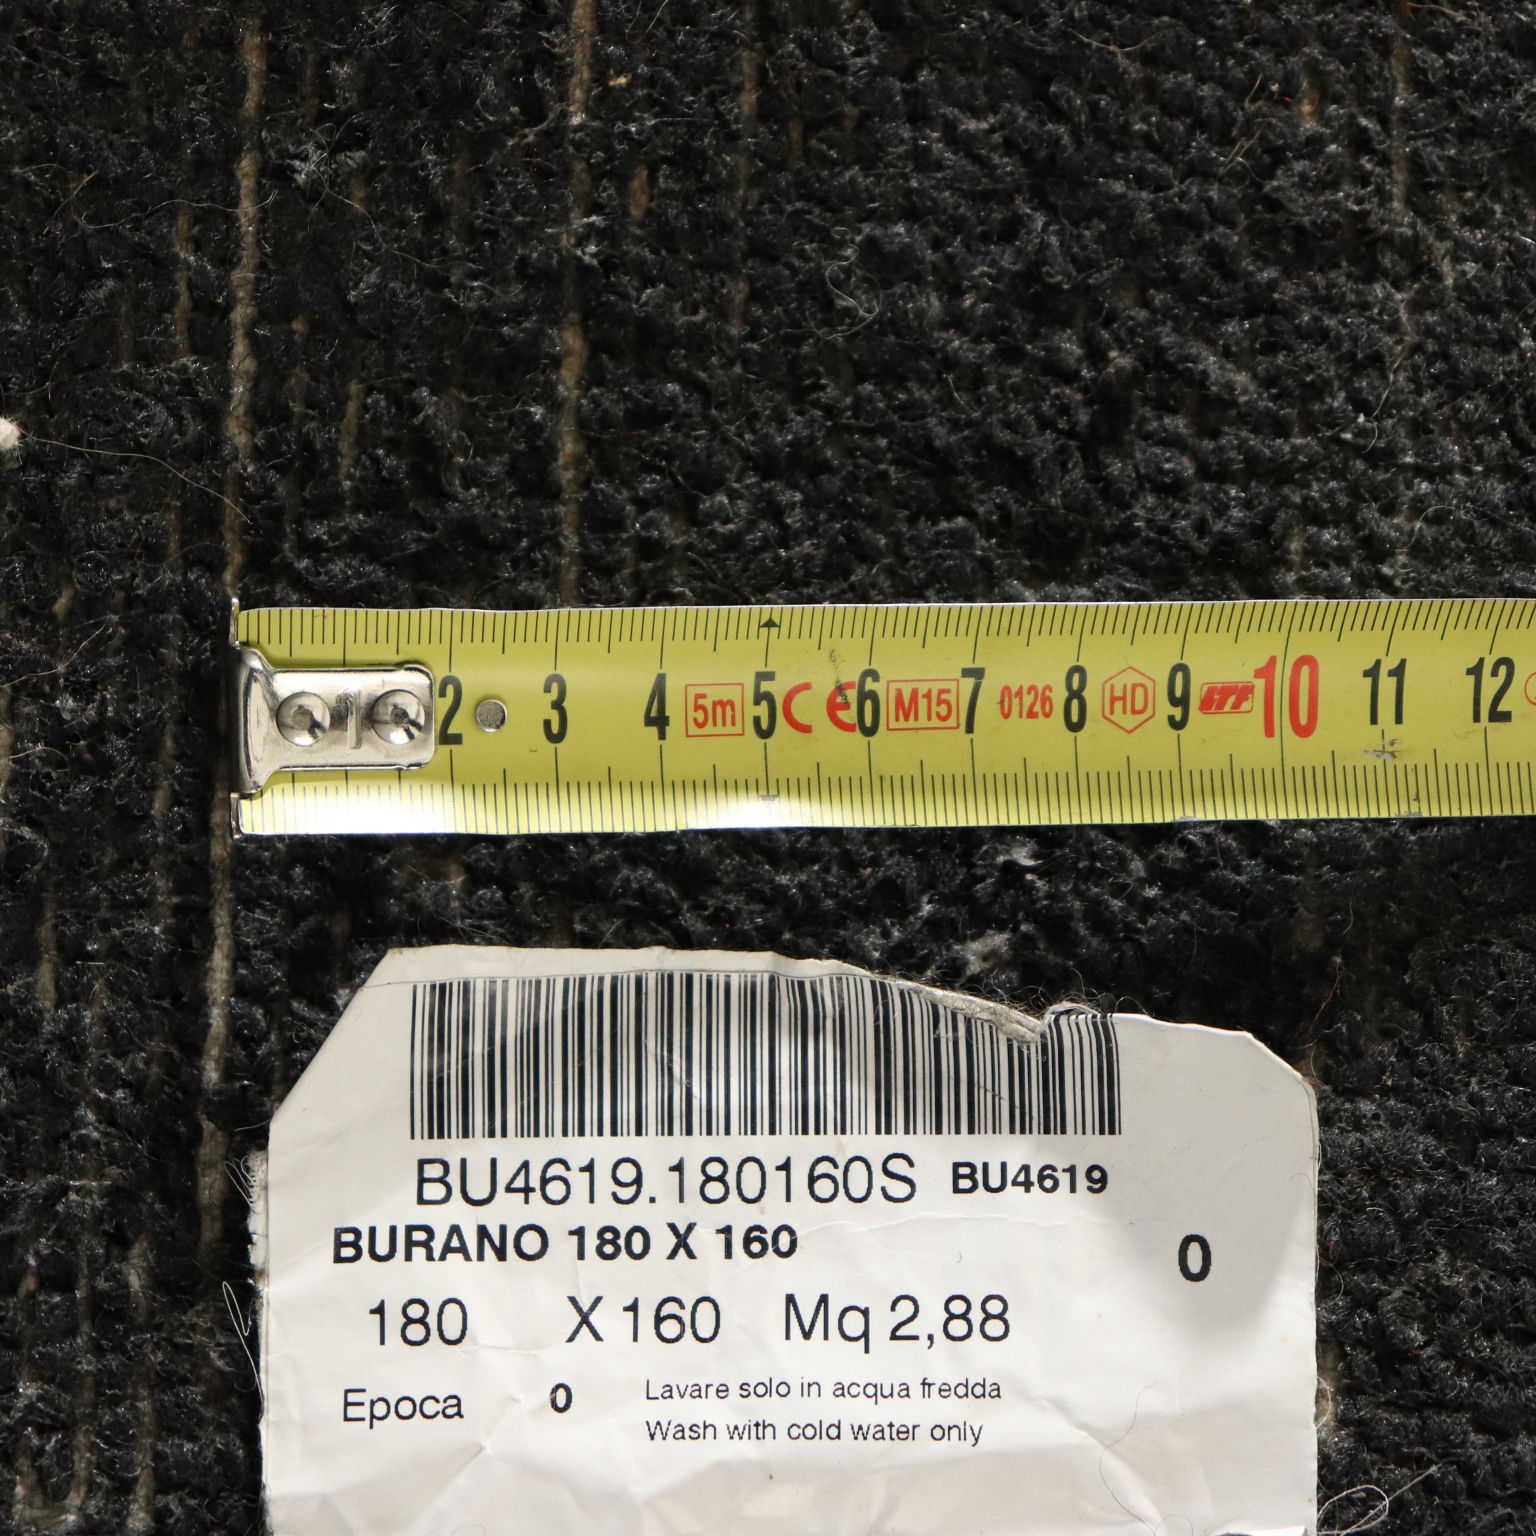 2 3 4 5m 5 CE 6 M15 7 0126 8 HD 9 10 11 12
BU4619.180160S BU4619
BURANO 180 X 160
0
180 X 160 Mq 2,88
Epoca 0 Lavare solo in acqua fredda
Wash with cold water only